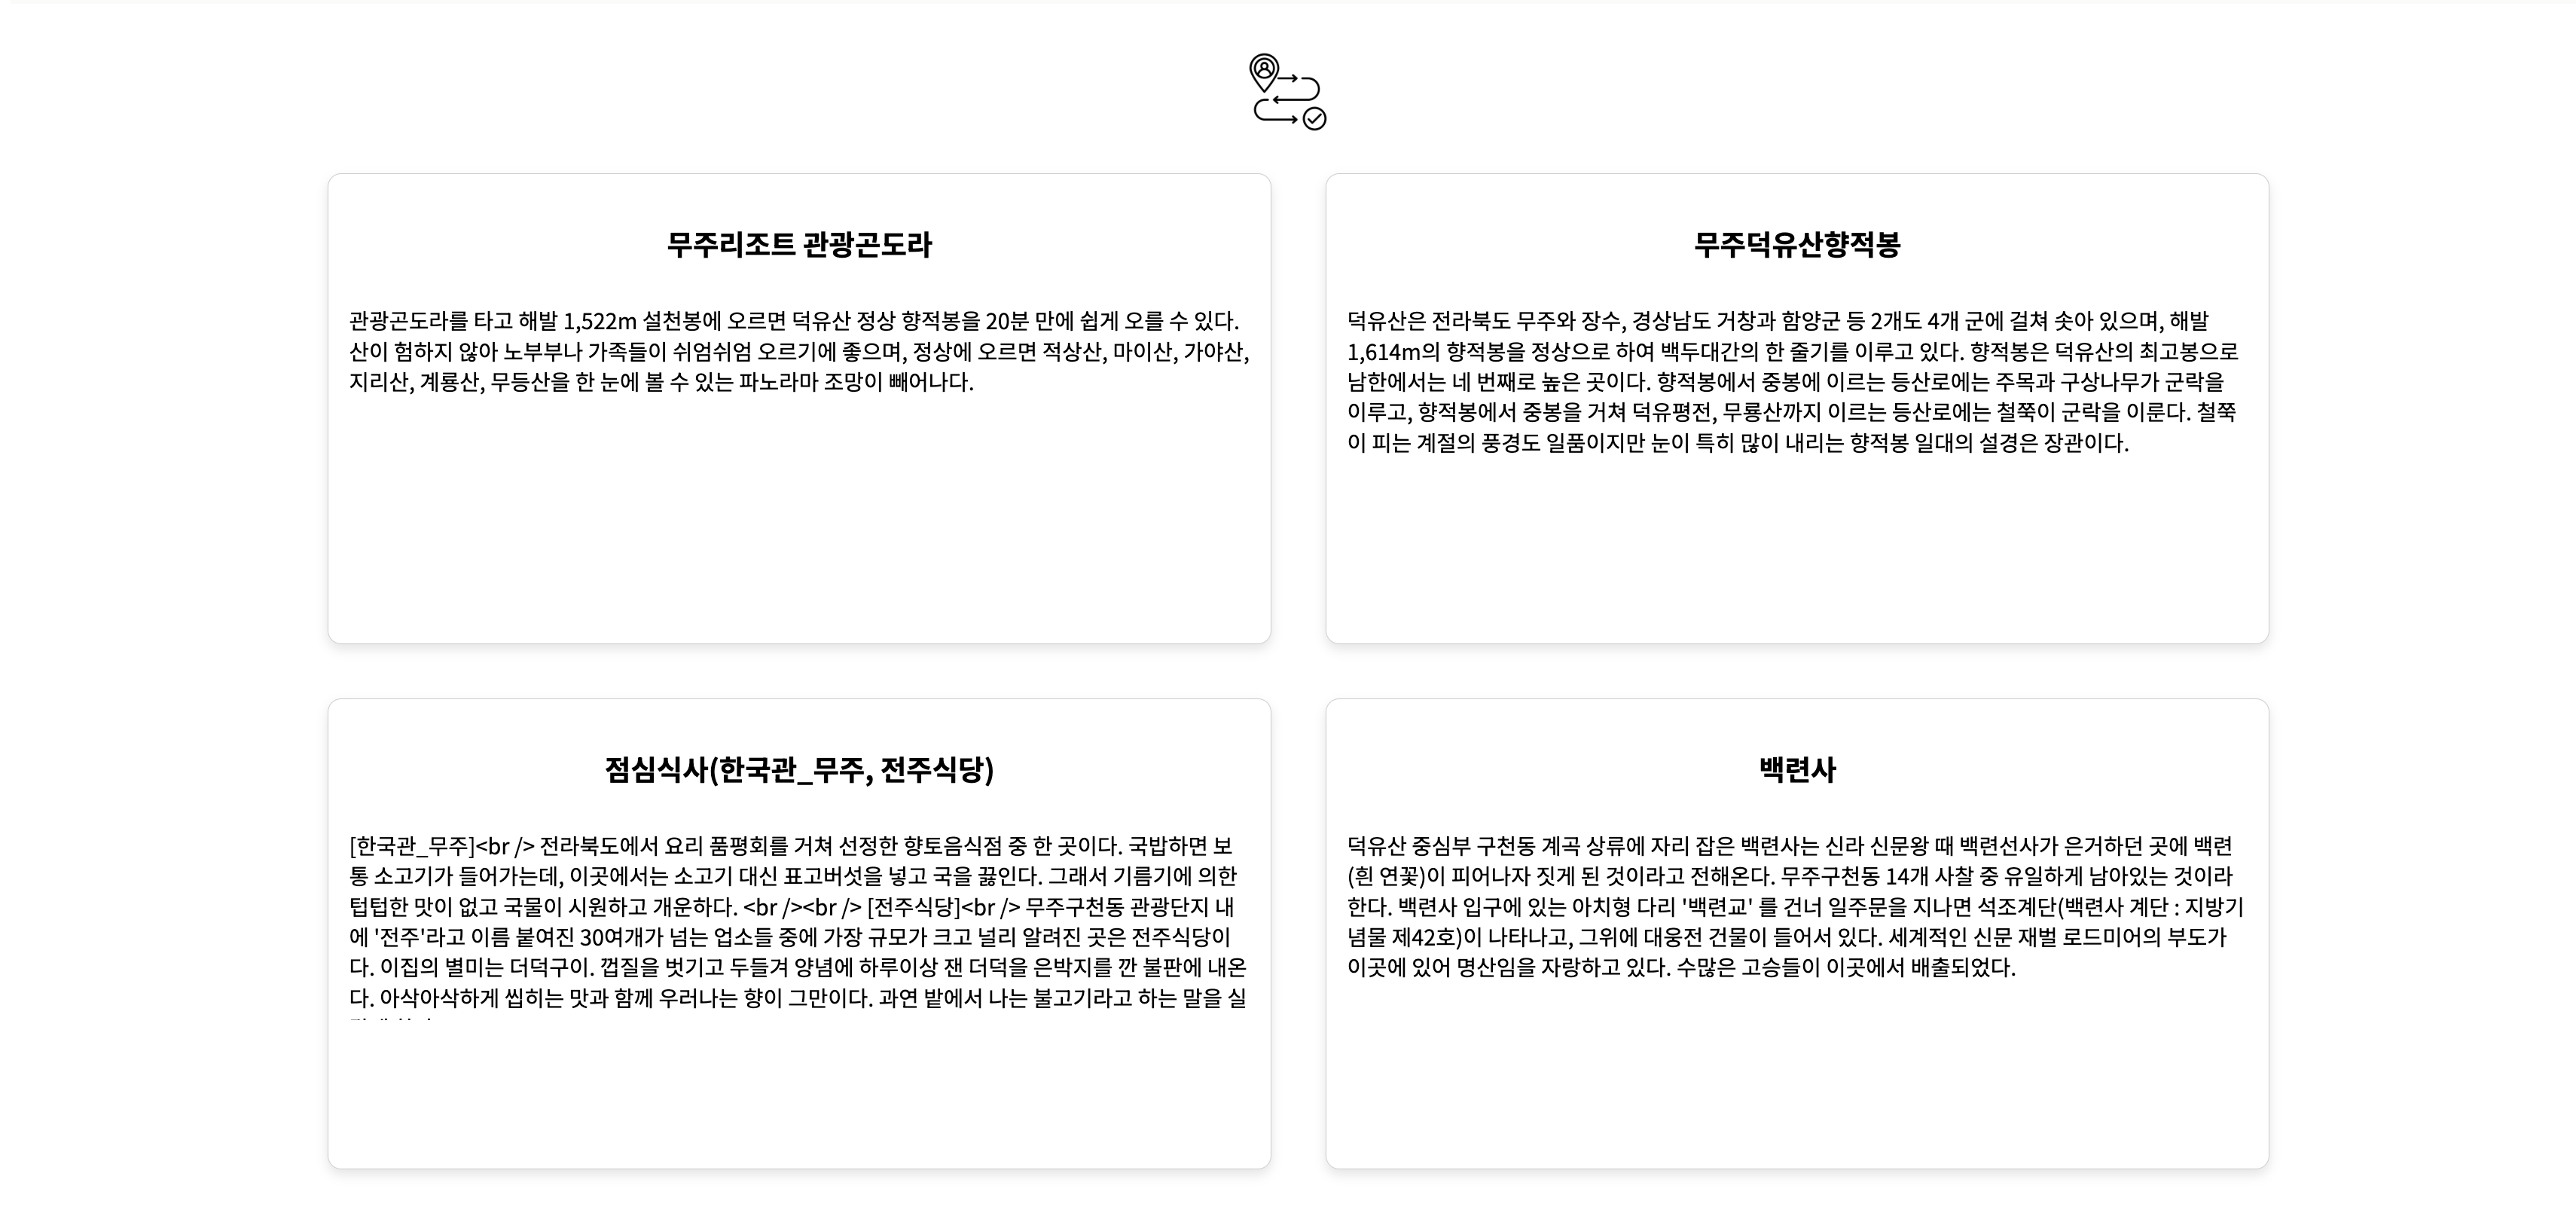 무주리조트 관광곤도라
관광곤도라를 타고 해발 1,522m 설천봉에 오르면 덕유산 정상 향적봉을 20분 만에 쉽게 오를 수 있다.
산이 험하지 않아 노부부나 가족들이 쉬엄쉬엄 오르기에 좋으며, 정상에 오르면 적상산, 마이산, 가야산,
지리산, 계룡산, 무등산을 한 눈에 볼 수 있는 파노라마 조망이 빼어나다.
무주덕유산향적봉
덕유산은 전라북도 무주와 장수, 경상남도 거창과 함양군 등 2개도 4개 군에 걸쳐 솟아 있으며, 해발
1,614m의 향적봉을 정상으로 하여 백두대간의 한 줄기를 이루고 있다. 향적봉은 덕유산의 최고봉으로
남한에서는 네 번째로 높은 곳이다. 향적봉에서 중봉에 이르는 등산로에는 주목과 구상나무가 군락을
이루고, 향적봉에서 중봉을 거쳐 덕유평전, 무룡산까지 이르는 등산로에는 철쭉이 군락을 이룬다. 철쭉
이 피는 계절의 풍경도 일품이지만 눈이 특히 많이 내리는 향적봉 일대의 설경은 장관이다.
점심식사(한국관_무주, 전주식당)
[한국관_무주]<br /> 전라북도에서 요리 품평회를 거쳐 선정한 향토음식점 중 한 곳이다. 국밥하면 보
통 소고기가 들어가는데, 이곳에서는 소고기 대신 표고버섯을 넣고 국을 끓인다. 그래서 기름기에 의한
텁텁한 맛이 없고 국물이 시원하고 개운하다. <br /><br /> [전주식당]<br /> 무주구천동 관광단지 내
에 '전주'라고 이름 붙여진 30여개가 넘는 업소들 중에 가장 규모가 크고 널리 알려진 곳은 전주식당이
다. 이집의 별미는 더덕구이. 껍질을 벗기고 두들겨 양념에 하루이상 잰 더덕을 은박지를 깐 불판에 내온
다. 아삭아삭하게 씹히는 맛과 함께 우러나는 향이 그만이다. 과연 밭에서 나는 불고기라고 하는 말을 실
백련사
덕유산 중심부 구천동 계곡 상류에 자리 잡은 백련사는 신라 신문왕 때 백련선사가 은거하던 곳에 백련
(흰 연꽃)이 피어나자 짓게 된 것이라고 전해온다. 무주구천동 14개 사찰 중 유일하게 남아있는 것이라
한다. 백련사 입구에 있는 아치형 다리 '백련교' 를 건너 일주문을 지나면 석조계단(백련사 계단 : 지방기
념물 제42호)이 나타나고, 그위에 대웅전 건물이 들어서 있다. 세계적인 신문 재벌 로드미어의 부도가
이곳에 있어 명산임을 자랑하고 있다. 수많은 고승들이 이곳에서 배출되었다.